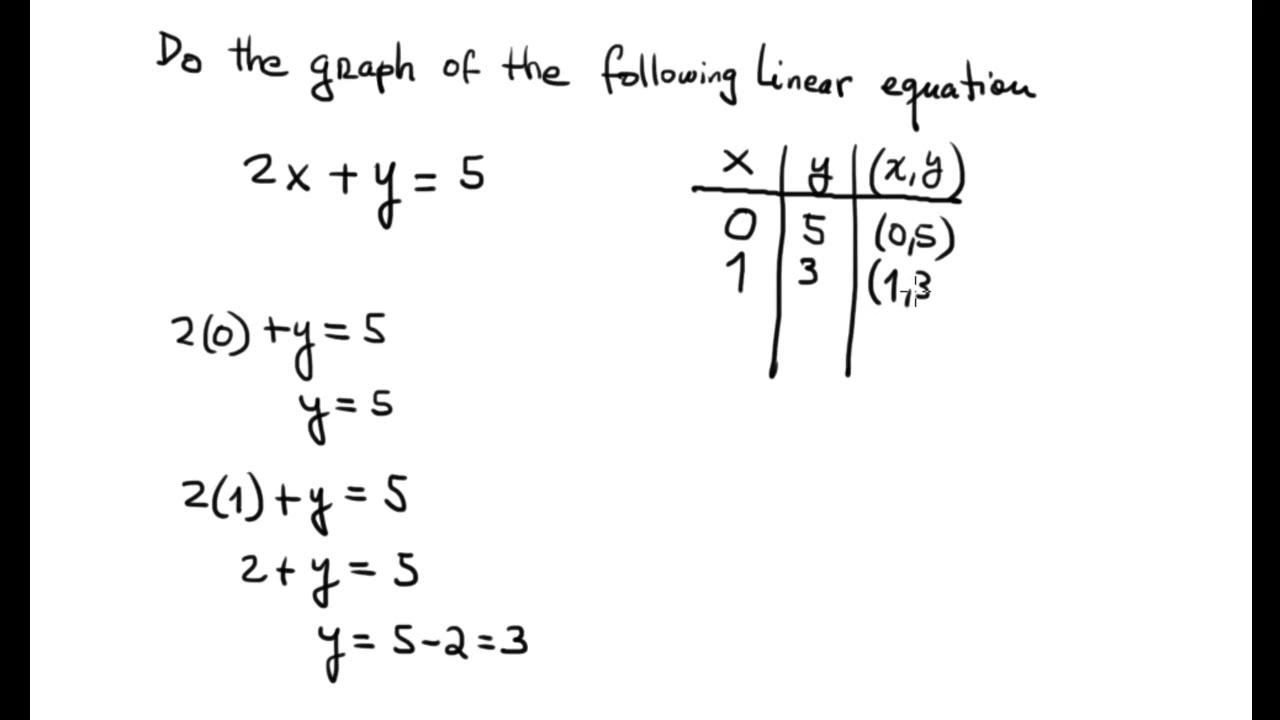 Do the graph of the following Linear equation
2x + y = 5
x | y | (x,y)
0 | 5 | (0,5)
1 | 3 | (1,3
2(0) + y = 5
y = 5
2(1) + y = 5
2 + y = 5
y = 5 - 2 = 3